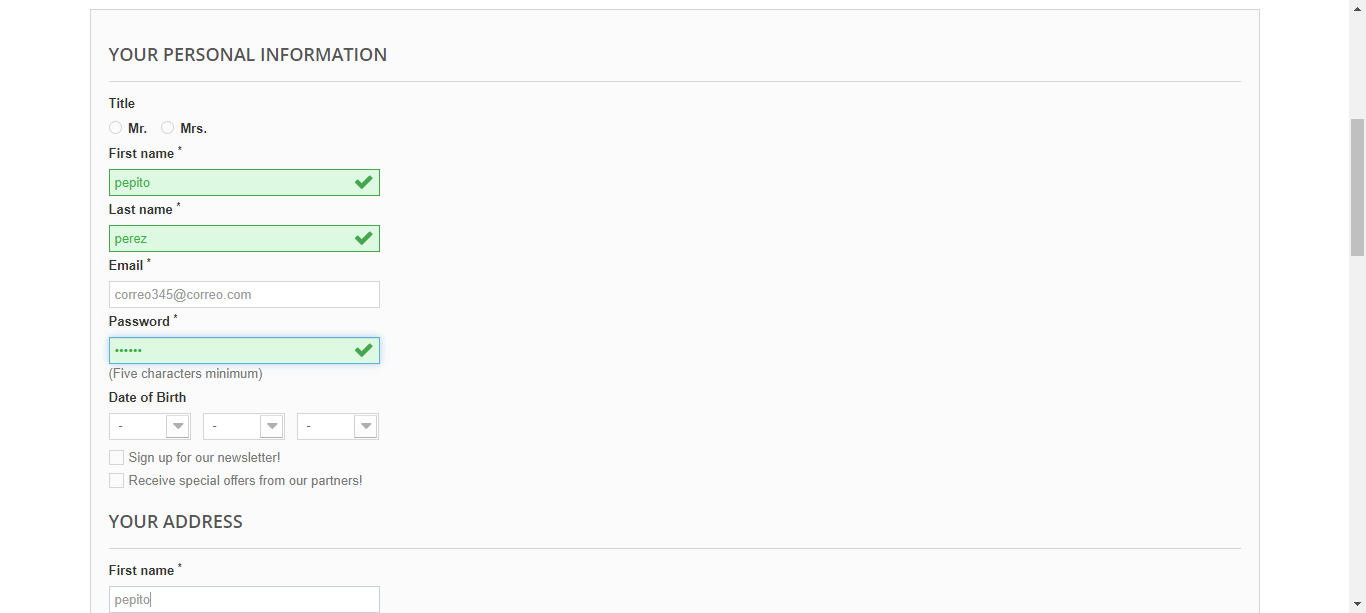 YOUR PERSONAL INFORMATION
Title
Mr. Mrs.
First name *
pepito
Last name *
perez
Email *
correo345@correo.com
Password *
••••••
(Five characters minimum)
Date of Birth
- - -
Sign up for our newsletter!
Receive special offers from our partners!
YOUR ADDRESS
First name *
pepito